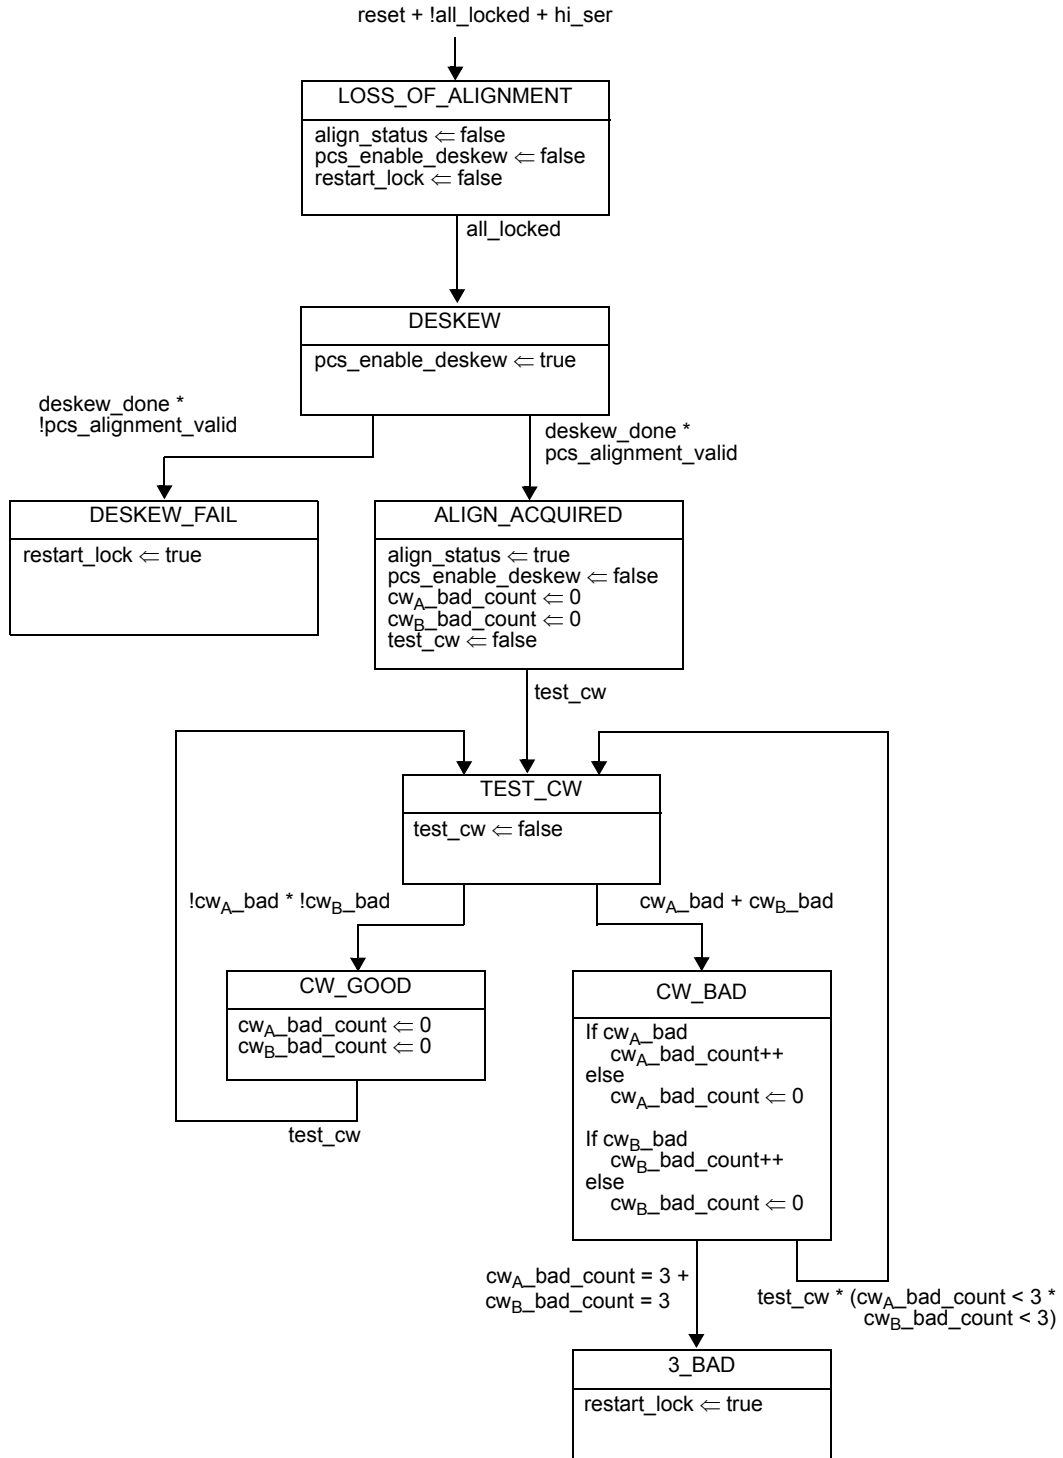 reset + !all_locked + hi_ser
LOSS_OF_ALIGNMENT
align_status ⇐ false
pcs_enable_deskew ⇐ false
restart_lock ⇐ false
all_locked
DESKEW
pcs_enable_deskew ⇐ true
deskew_done *
!pcs_alignment_valid
deskew_done *
pcs_alignment_valid
DESKEW_FAIL
restart_lock ⇐ true
ALIGN_ACQUIRED
align_status ⇐ true
pcs_enable_deskew ⇐ false
cwA_bad_count ⇐ 0
cwB_bad_count ⇐ 0
test_cw ⇐ false
test_cw
TEST_CW
test_cw ⇐ false
!cwA_bad * !cwB_bad
cwA_bad + cwB_bad
CW_GOOD
cwA_bad_count ⇐ 0
cwB_bad_count ⇐ 0
test_cw
CW_BAD
If cwA_bad
cwA_bad_count++
else
cwA_bad_count ⇐ 0
If cwB_bad
cwB_bad_count++
else
cwB_bad_count ⇐ 0
cwA_bad_count = 3 +
cwB_bad_count = 3
test_cw * (cwA_bad_count < 3 *
cwB_bad_count < 3)
3_BAD
restart_lock ⇐ true